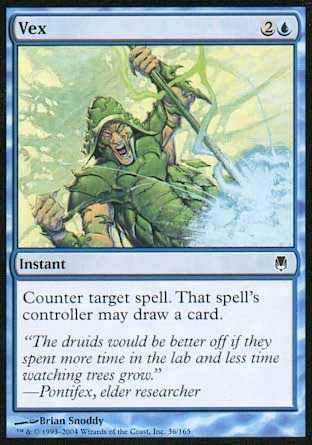 Vex 2
Instant
Counter target spell. That spell's
controller may draw a card.
"The druids would be better off if they
spent more time in the lab and less time
watching trees grow."
—Pontifex, elder researcher
Brian Snoddy
™ & © 1993–2004 Wizards of the Coast, Inc. 36/165